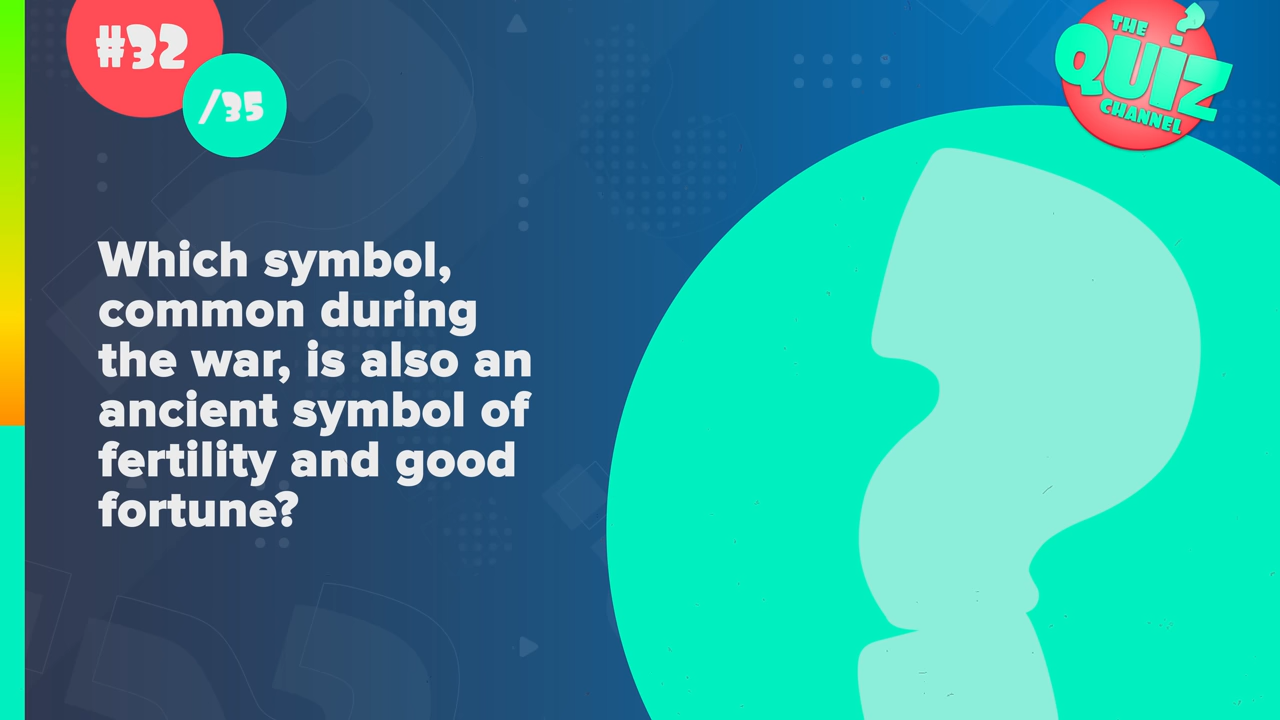 #32
/35
THE
QUIZ
CHANNEL
Which symbol,
common during
the war, is also an
ancient symbol of
fertility and good
fortune?